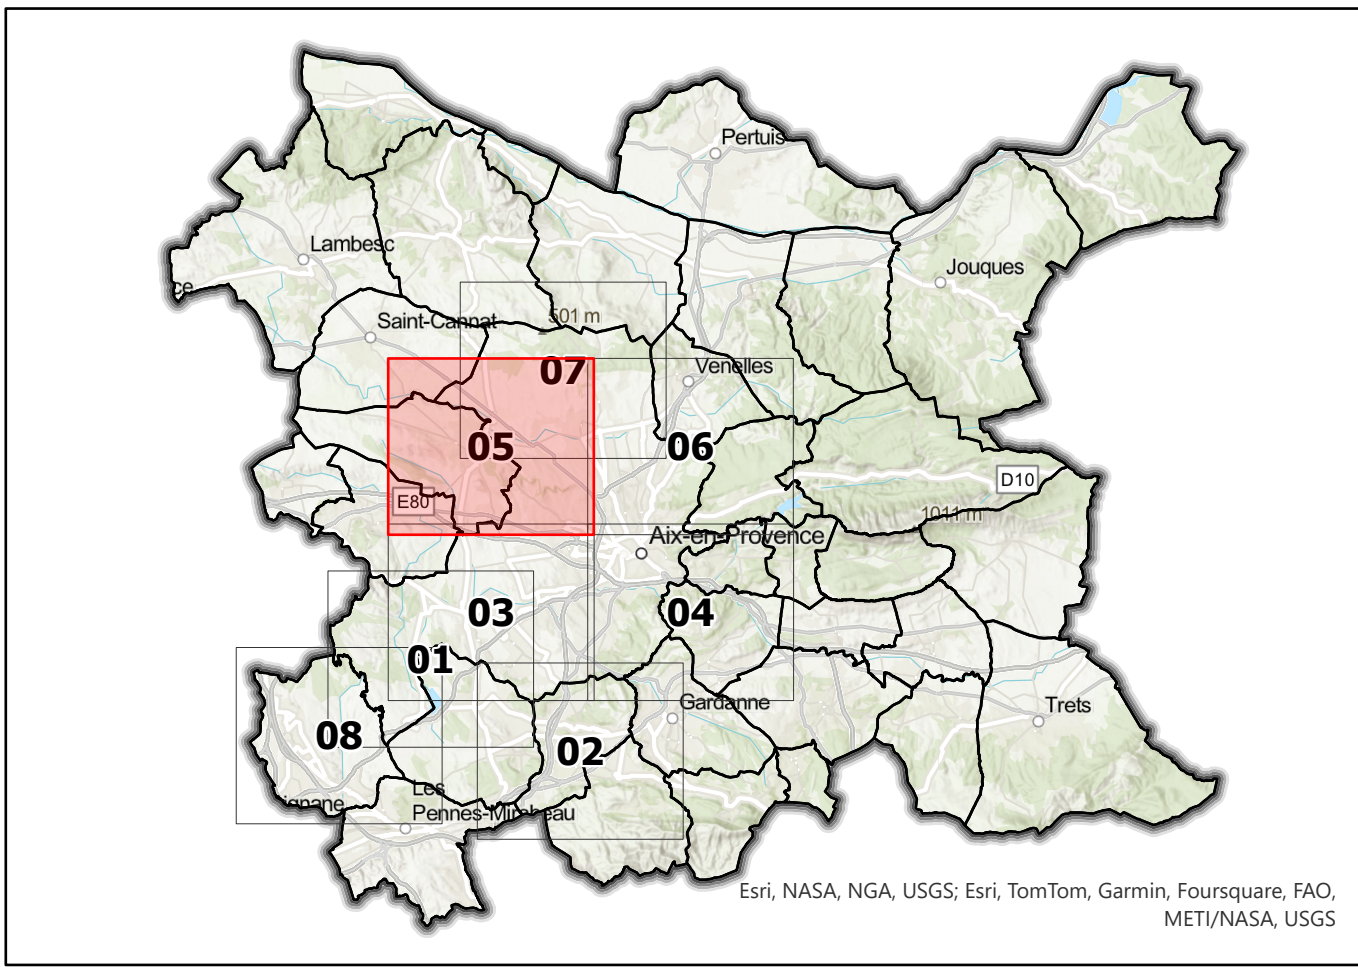 Pertuis
Lambesc
Jouques
ce
Saint-Cannat
501 m
07
Venelles
05
06
E80
D10
1011 m
Aix-en-Provence
03
04
01
Gardanne
Trets
08
02
ignane
Les
Pennes-Mirabeau
Esri, NASA, NGA, USGS; Esri, TomTom, Garmin, Foursquare, FAO,
METI/NASA, USGS